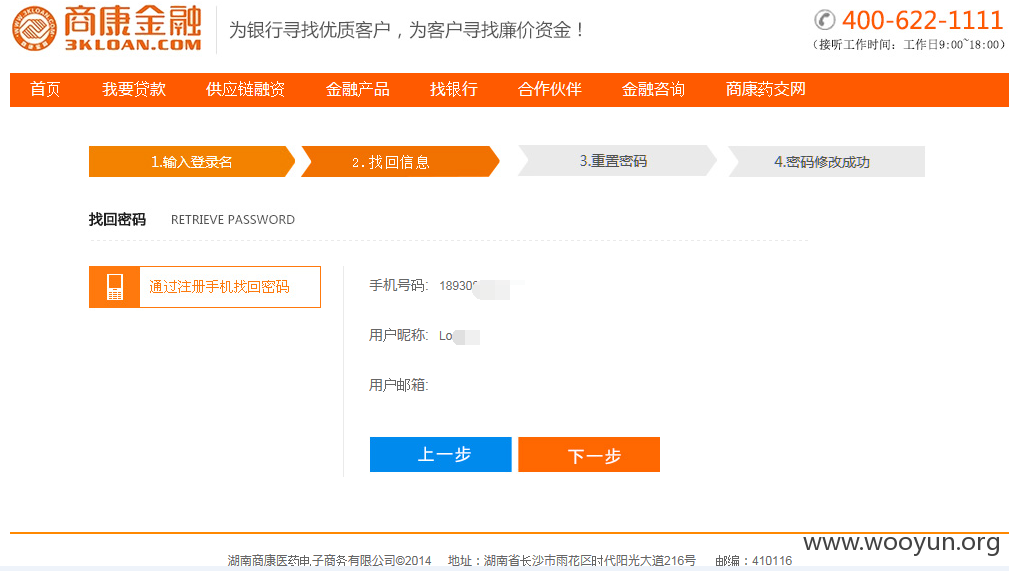 商康金融
3KLOAN.COM
WWW.3KLOAN.COM
为银行寻找优质客户，为客户寻找廉价资金！
400-622-1111
（接听工作时间：工作日9:00~18:00）
首页 我要贷款 供应链融资 金融产品 找银行 合作伙伴 金融咨询 商康药交网
1.输入登录名 2.找回信息 3.重置密码 4.密码修改成功
找回密码 RETRIEVE PASSWORD
通过注册手机找回密码
手机号码: 18930
用户昵称: Lo
用户邮箱:
上一步 下一步
www.wooyun.org
湖南商康医药电子商务有限公司©2014 地址：湖南省长沙市雨花区时代阳光大道216号 邮编：410116